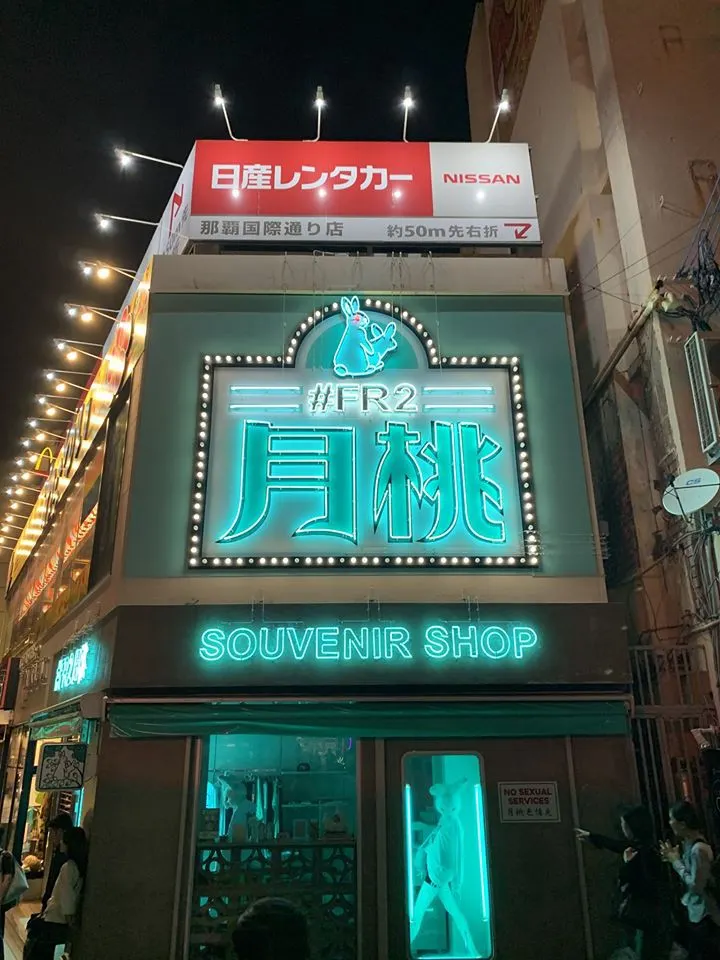 日産レンタカー
NISSAN
那覇国際通り店 約50m先右折
#FR2
月桃
SOUVENIR SHOP
NO SEXUAL
SERVICES
CS